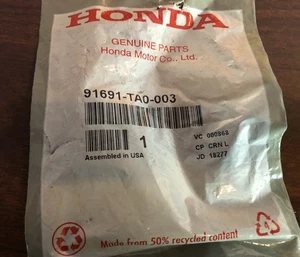 HONDA
GENUINE PARTS
Honda Motor Co., Ltd.
91691-TA0-003
1
Assembled in USA
VC 000868
CP CRN L
JD 18277
Made from 50% recycled content